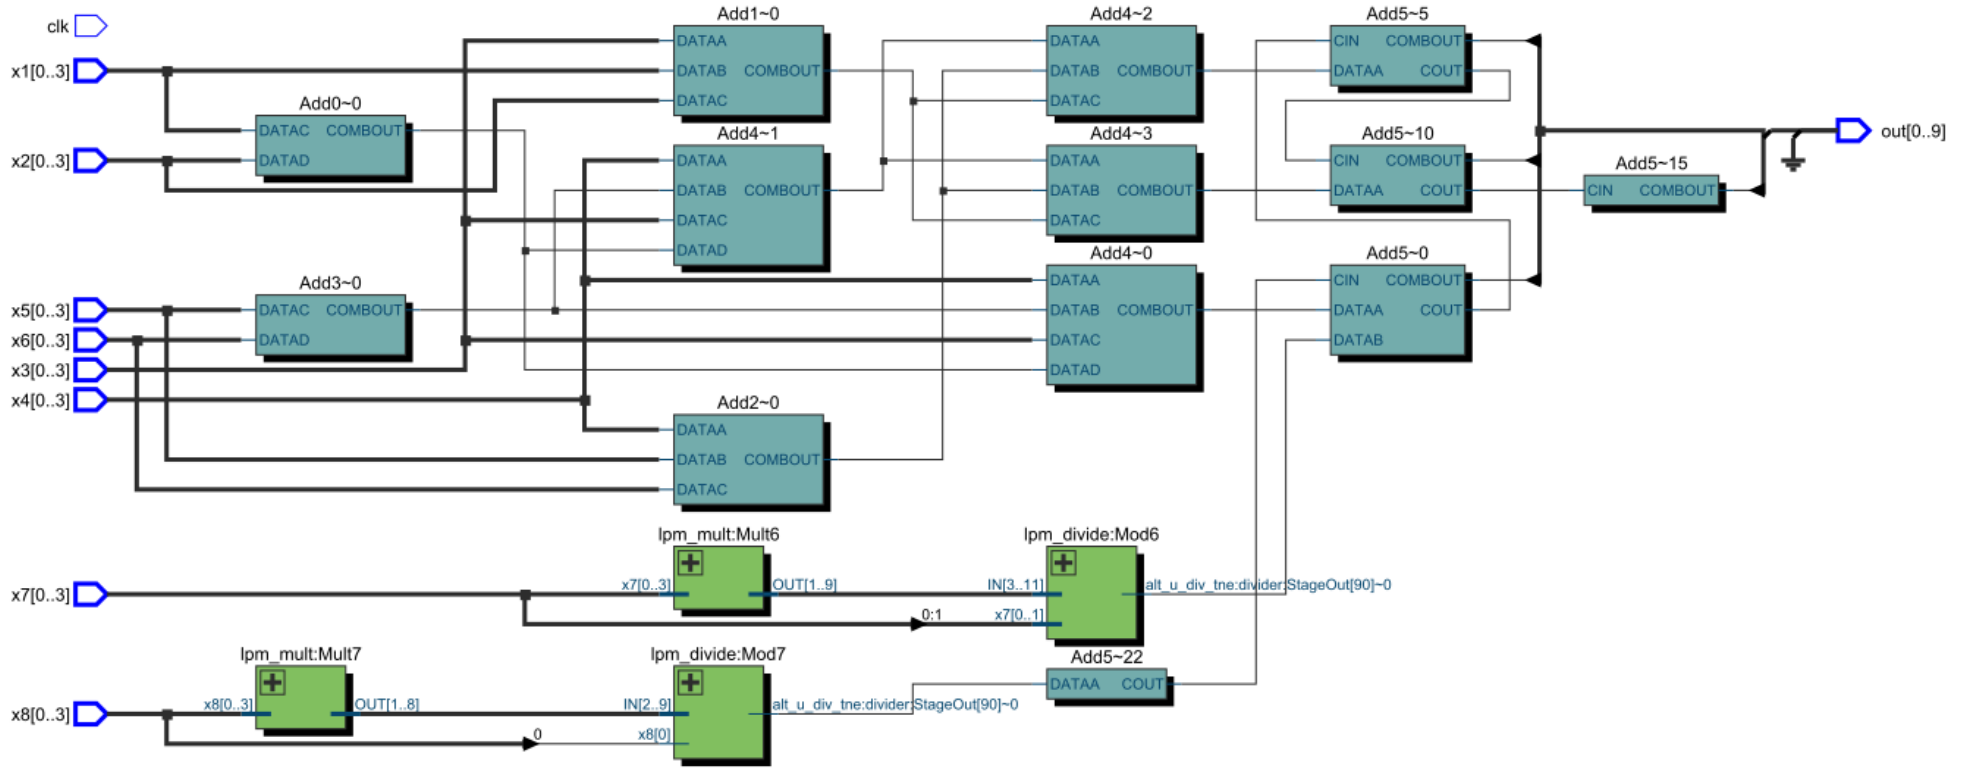 clk
x1[0..3]
x2[0..3]
x5[0..3]
x6[0..3]
x3[0..3]
x4[0..3]
x7[0..3]
x8[0..3]
Add0~0
DATAC COMBOUT
DATAD
Add3~0
DATAC COMBOUT
DATAD
Add1~0
DATAA
DATAB COMBOUT
DATAC
Add4~1
DATAA
DATAB COMBOUT
DATAC
DATAD
Add2~0
DATAA
DATAB COMBOUT
DATAC
Add4~2
DATAA
DATAB COMBOUT
DATAC
Add4~3
DATAA
DATAB COMBOUT
DATAC
Add4~0
DATAA
DATAB COMBOUT
DATAC
DATAD
Add5~5
CIN COMBOUT
DATAA COUT
Add5~10
CIN COMBOUT
DATAA COUT
Add5~0
CIN COMBOUT
DATAA COUT
DATAB
Add5~15
CIN COMBOUT
out[0..9]
lpm_mult:Mult6
x7[0..3] OUT[1..9]
lpm_divide:Mod6
IN[3..11] alt_u_div_tne:divider:StageOut[90]~0
0:1 x7[0..1]
lpm_mult:Mult7
x8[0..3] OUT[1..8]
lpm_divide:Mod7
IN[2..9] alt_u_div_tne:divider:StageOut[90]~0
0 x8[0]
Add5~22
DATAA COUT